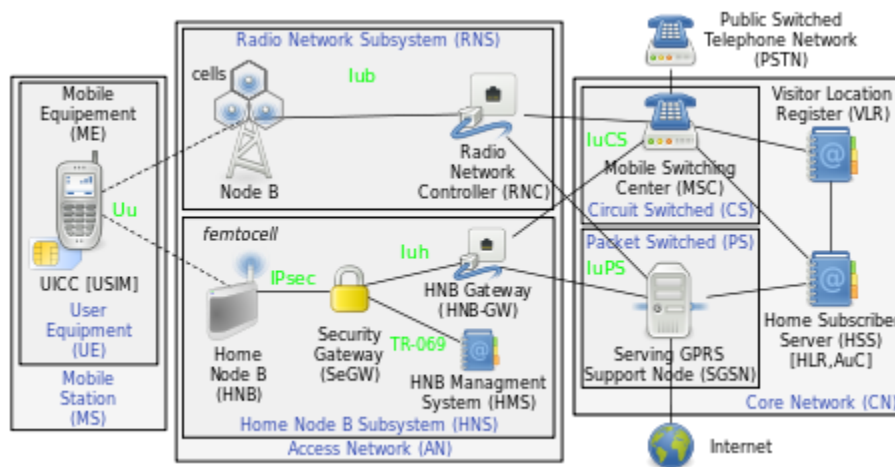 Radio Network Subsystem (RNS)
cells
Iub
Node B
Radio
Network
Controller (RNC)
Public Switched
Telephone Network
(PSTN)
Mobile
Equipement
(ME)
Uu
UICC [USIM]
User
Equipment
(UE)
Mobile
Station
(MS)
femtocell
IPsec
Iuh
Home
Node B
(HNB)
Security
Gateway
(SeGW)
HNB Gateway
(HNB-GW)
TR-069
HNB Managment
System (HMS)
Home Node B Subsystem (HNS)
Access Network (AN)
IuCS
Mobile Switching
Center (MSC)
Circuit Switched (CS)
Packet Switched (PS)
IuPS
Serving GPRS
Support Node (SGSN)
Visitor Location
Register (VLR)
Home Subscriber
Server (HSS)
[HLR,AuC]
Core Network (CN)
Internet